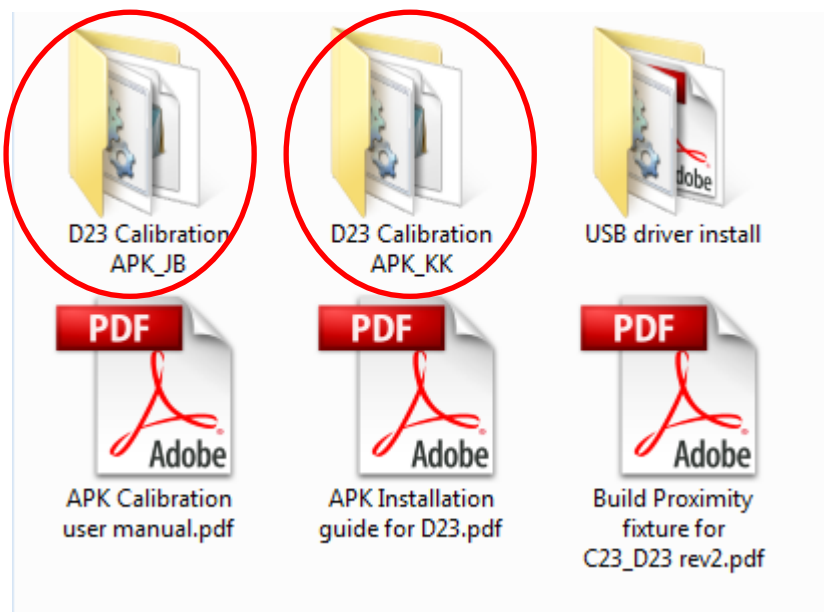 dobe
D23 Calibration
APK_JB
D23 Calibration
APK_KK
USB driver install
PDF
Adobe
PDF
Adobe
PDF
Adobe
APK Calibration
user manual.pdf
APK Installation
guide for D23.pdf
Build Proximity
fixture for
C23_D23 rev2.pdf